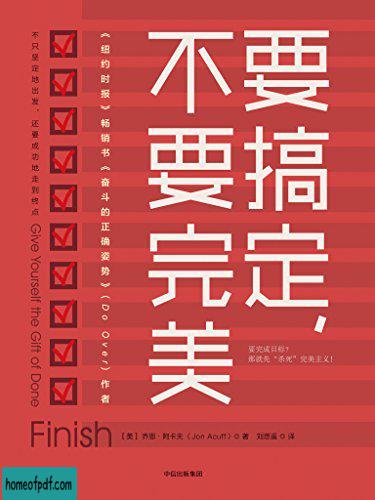 要搞定，
不要完美
《纽约时报》畅销书《奋斗的正确姿势》（Do Over）作者
不只坚定地出发，还要成功地走到终点
Give Yourself the Gift of Done
要完成目标？
那就先“杀死”完美主义！
Finish
［美］乔恩·阿卡夫（Jon Acuff）◎著 刘思遥◎译
中信出版集团
homeofpdf.com